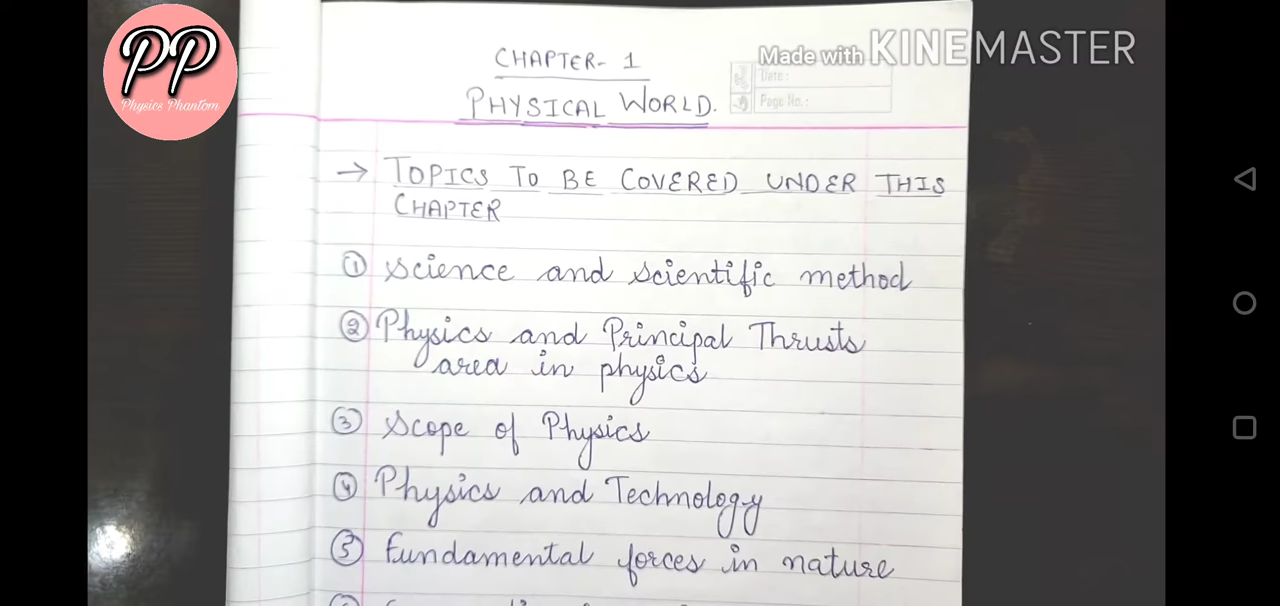 PP
Physics Phantom
Made with KINEMASTER
CHAPTER- 1
Date:
Page No.:
PHYSICAL WORLD.
→ TOPICS TO BE COVERED UNDER THIS
CHAPTER
① Science and scientific method
② Physics and Principal Thrusts
area in physics
③ Scope of Physics
④ Physics and Technology
⑤ Fundamental forces in nature